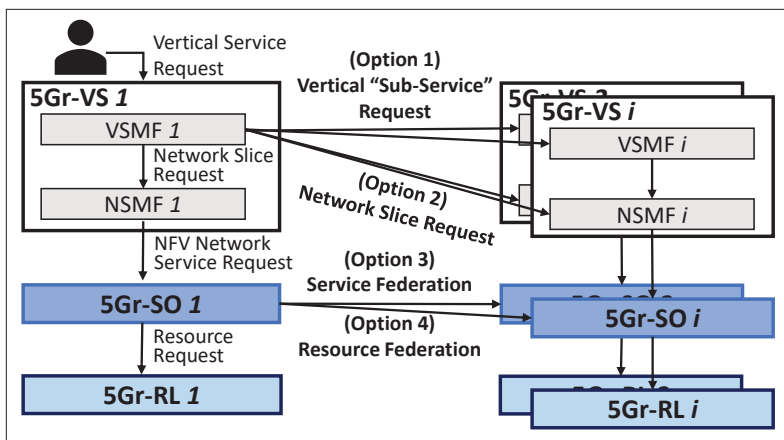 Vertical Service
Request
5Gr-VS 1
VSMF 1
Network Slice
Request
NSMF 1
NFV Network
Service Request
5Gr-SO 1
Resource
Request
5Gr-RL 1
(Option 1)
Vertical “Sub-Service”
Request
(Option 2)
Network Slice Request
(Option 3)
Service Federation
(Option 4)
Resource Federation
5Gr-VS i
VSMF i
NSMF i
5Gr-SO i
5Gr-RL i